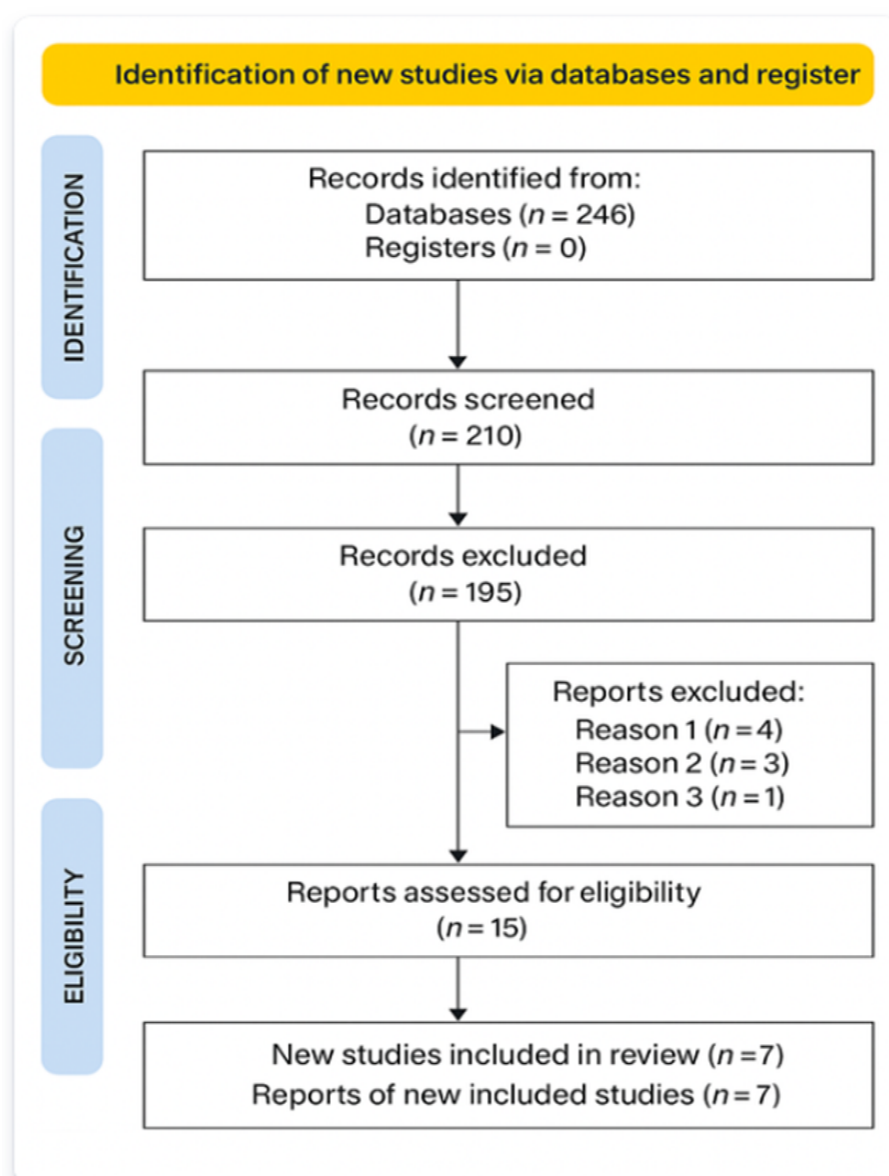 Identification of new studies via databases and register
IDENTIFICATION
Records identified from:
Databases (n = 246)
Registers (n = 0)
Records screened
(n = 210)
SCREENING
Records excluded
(n = 195)
Reports excluded:
Reason 1 (n = 4)
Reason 2 (n = 3)
Reason 3 (n = 1)
ELIGIBILITY
Reports assessed for eligibility
(n = 15)
New studies included in review (n =7)
Reports of new included studies (n = 7)